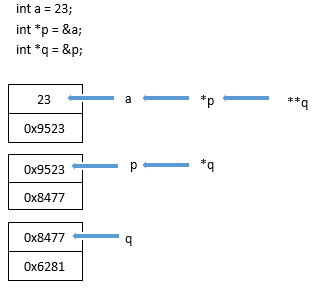 int a = 23;
int *p = &a;
int *q = &p;
23 a *p **q
0x9523
0x9523 p *q
0x8477
0x8477 q
0x6281